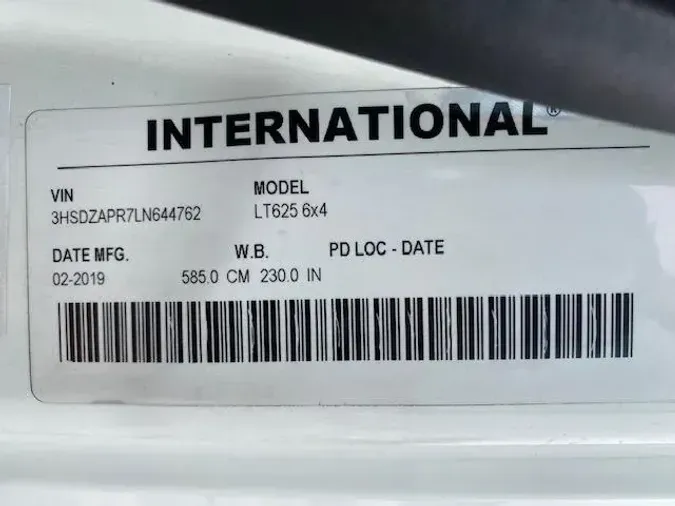 INTERNATIONAL®
VIN MODEL
3HSDZAPR7LN644762 LT625 6x4
DATE MFG. W.B. PD LOC - DATE
02-2019 585.0 CM 230.0 IN